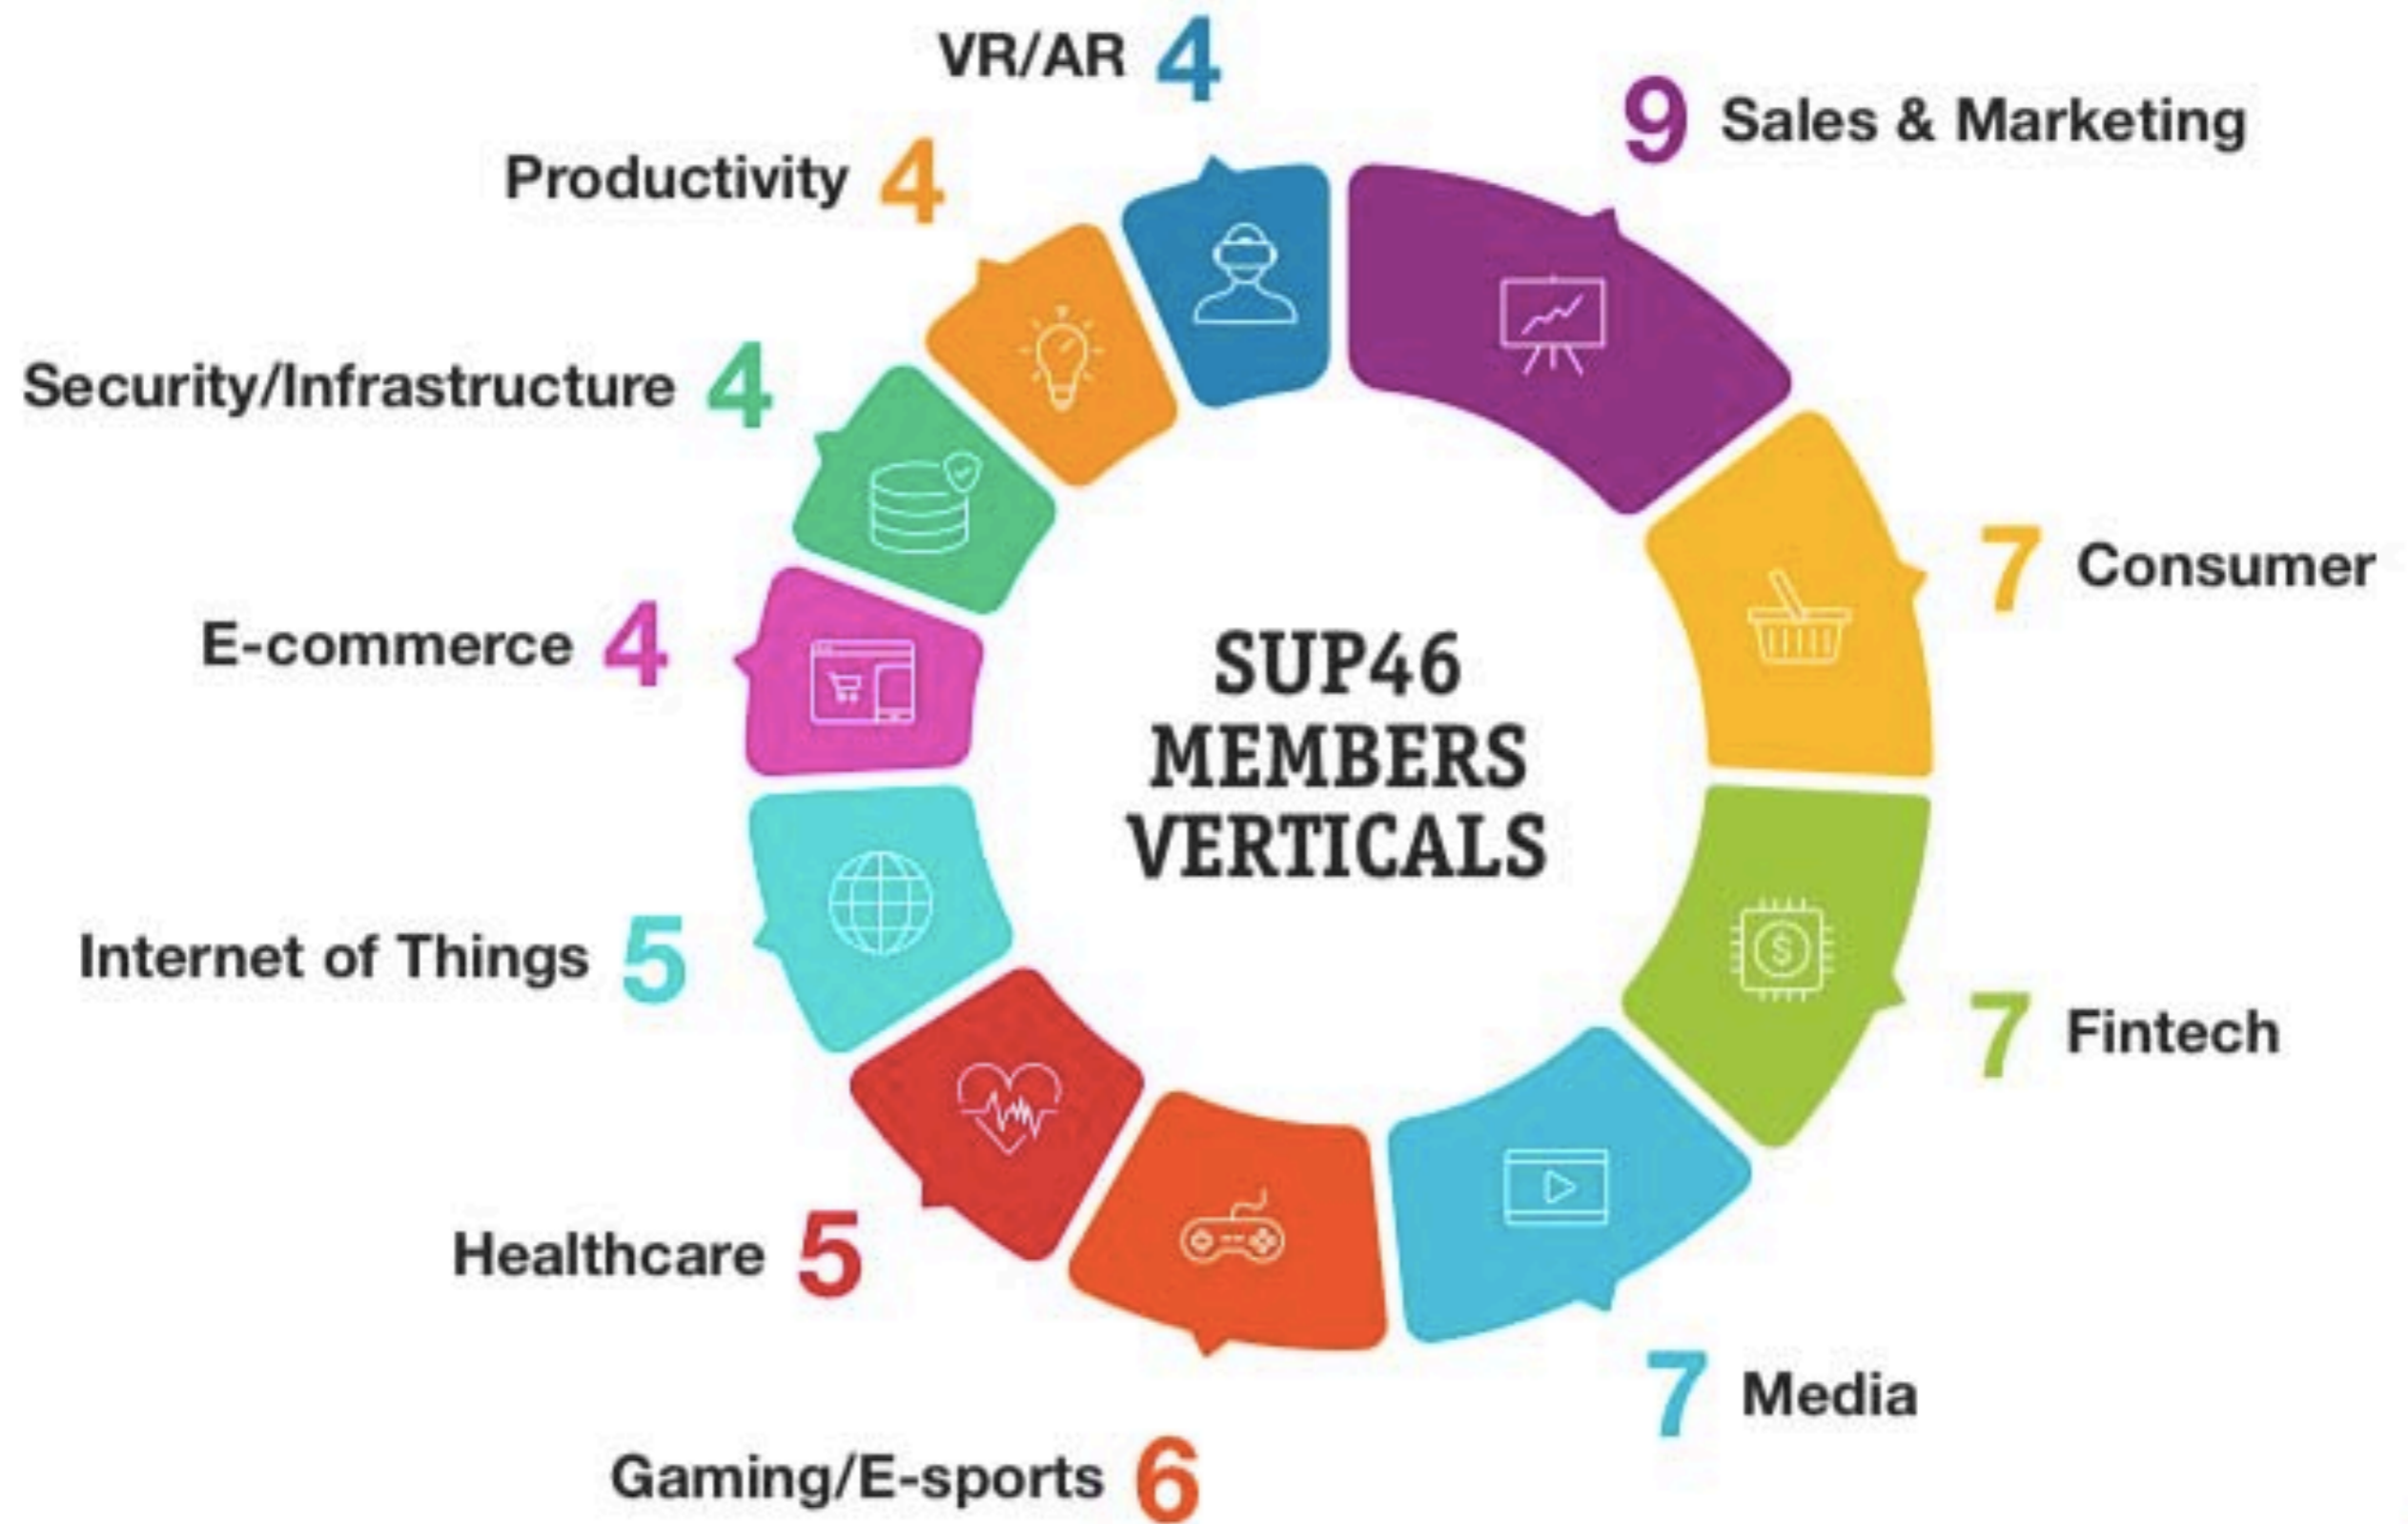 VR/AR 4
9 Sales & Marketing
Productivity 4
Security/Infrastructure 4
7 Consumer
E-commerce 4
SUP46
MEMBERS
VERTICALS
Internet of Things 5
7 Fintech
Healthcare 5
7 Media
Gaming/E-sports 6
$